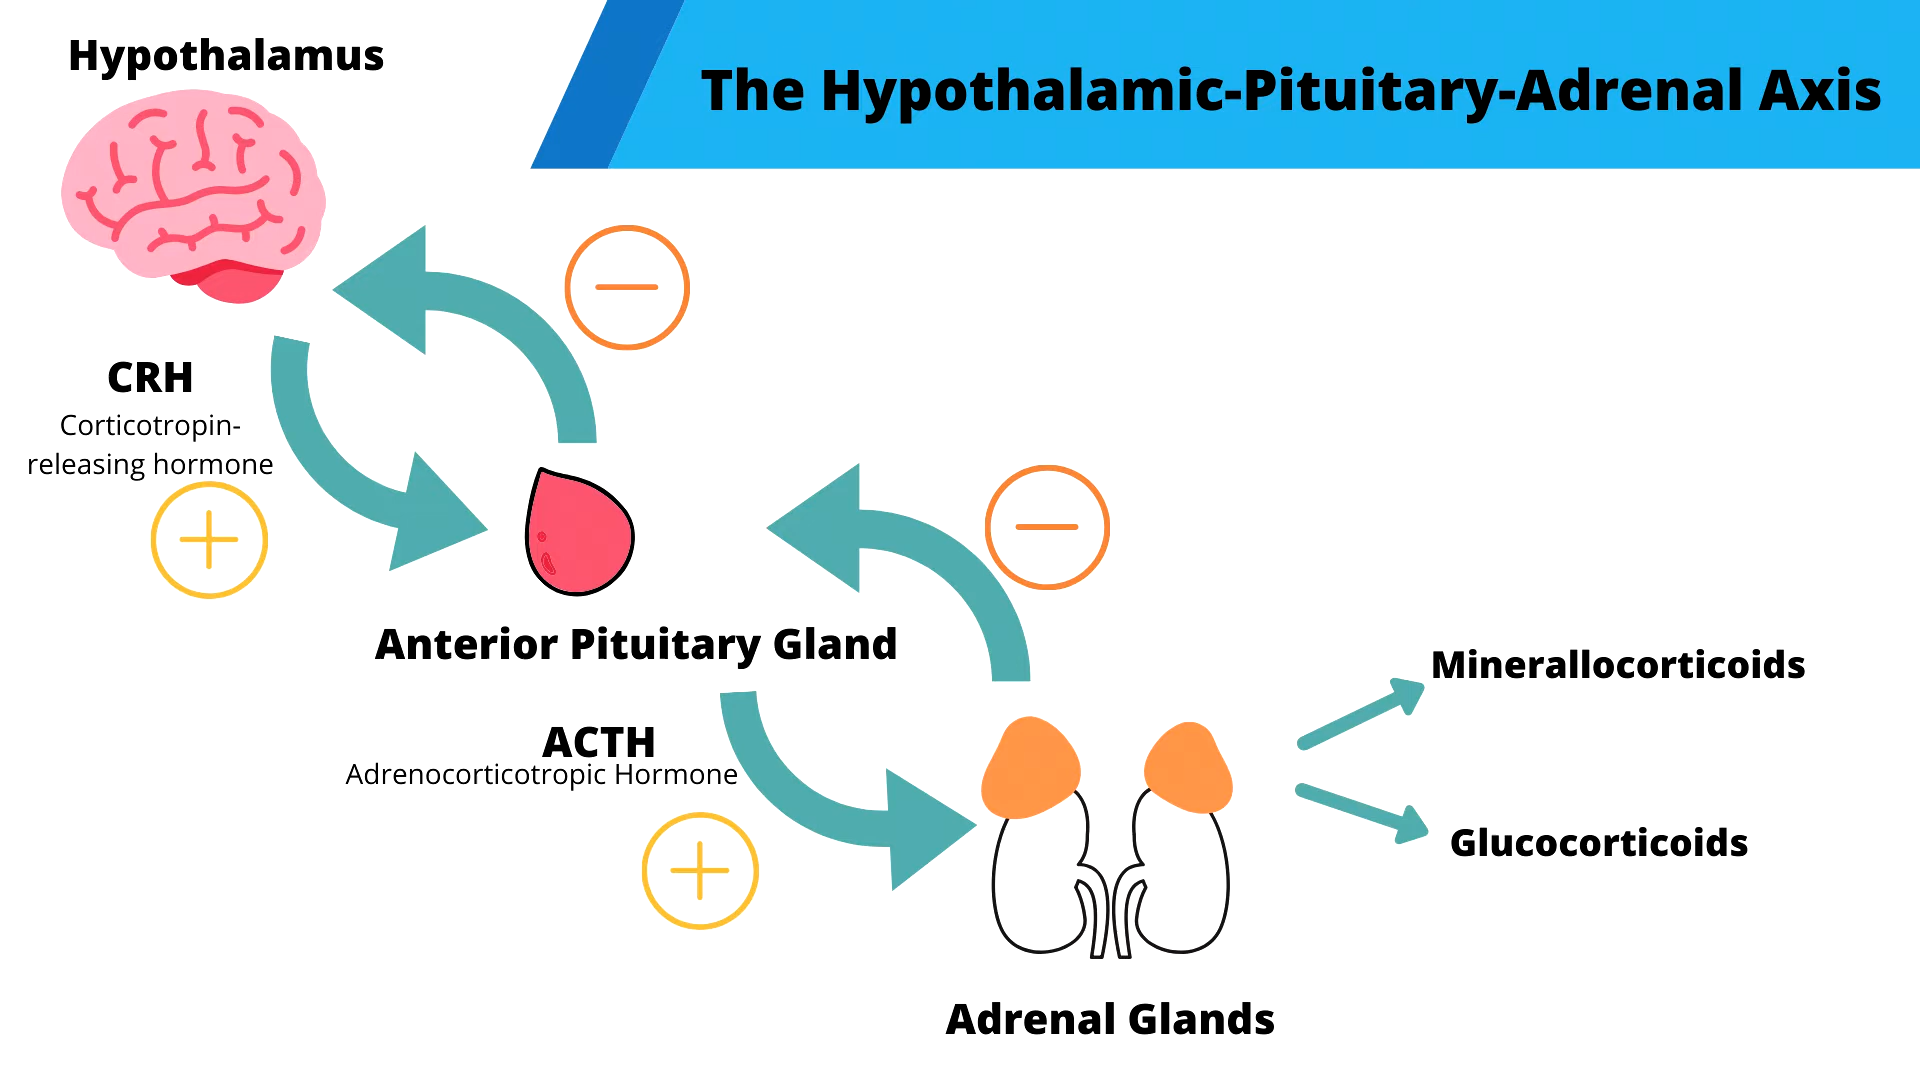 Hypothalamus
The Hypothalamic-Pituitary-Adrenal Axis
CRH
Corticotropin-
releasing hormone
Anterior Pituitary Gland
ACTH
Adrenocorticotropic Hormone
Minerallocorticoids
Glucocorticoids
Adrenal Glands